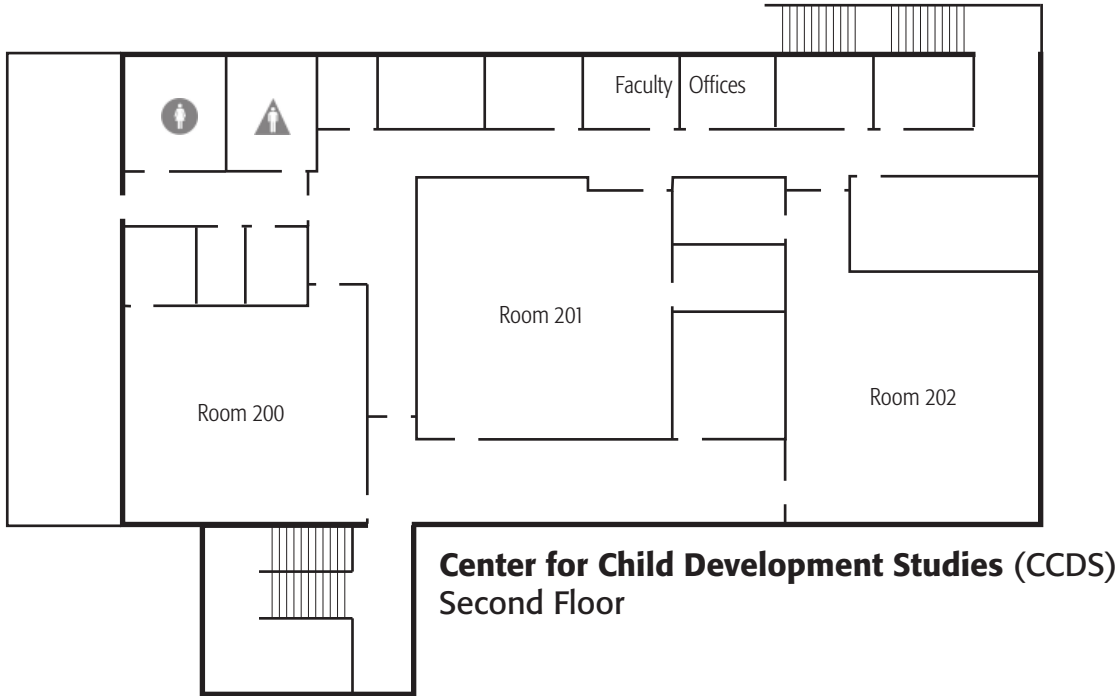 Faculty Offices
Room 201
Room 202
Room 200
Center for Child Development Studies (CCDS)
Second Floor